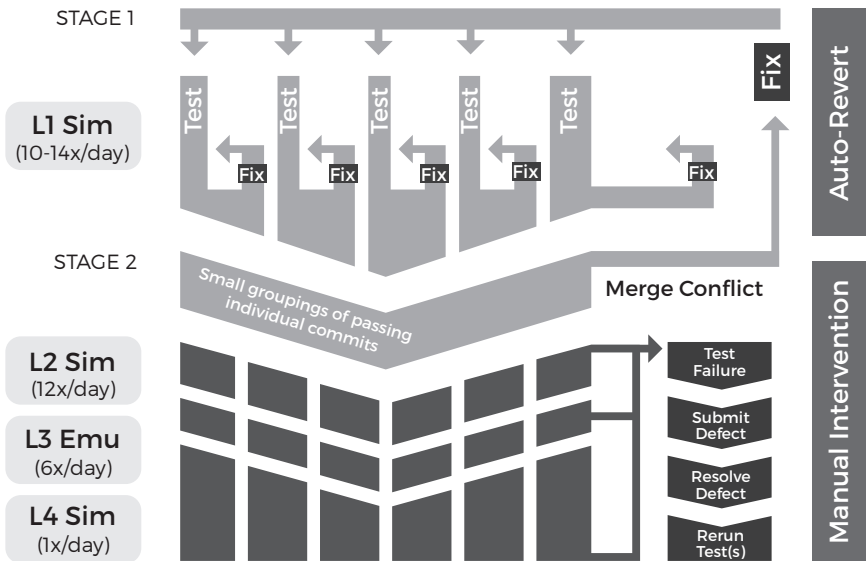 STAGE 1
Fix
Auto-Revert
Test
Test
Test
Test
Test
L1 Sim
(10-14x/day)
Fix
Fix
Fix
Fix
Fix
STAGE 2
Small groupings of passing
individual commits
Merge Conflict
Manual Intervention
L2 Sim
(12x/day)
Test
Failure
L3 Emu
(6x/day)
Submit
Defect
Resolve
Defect
L4 Sim
(1x/day)
Rerun
Test(s)